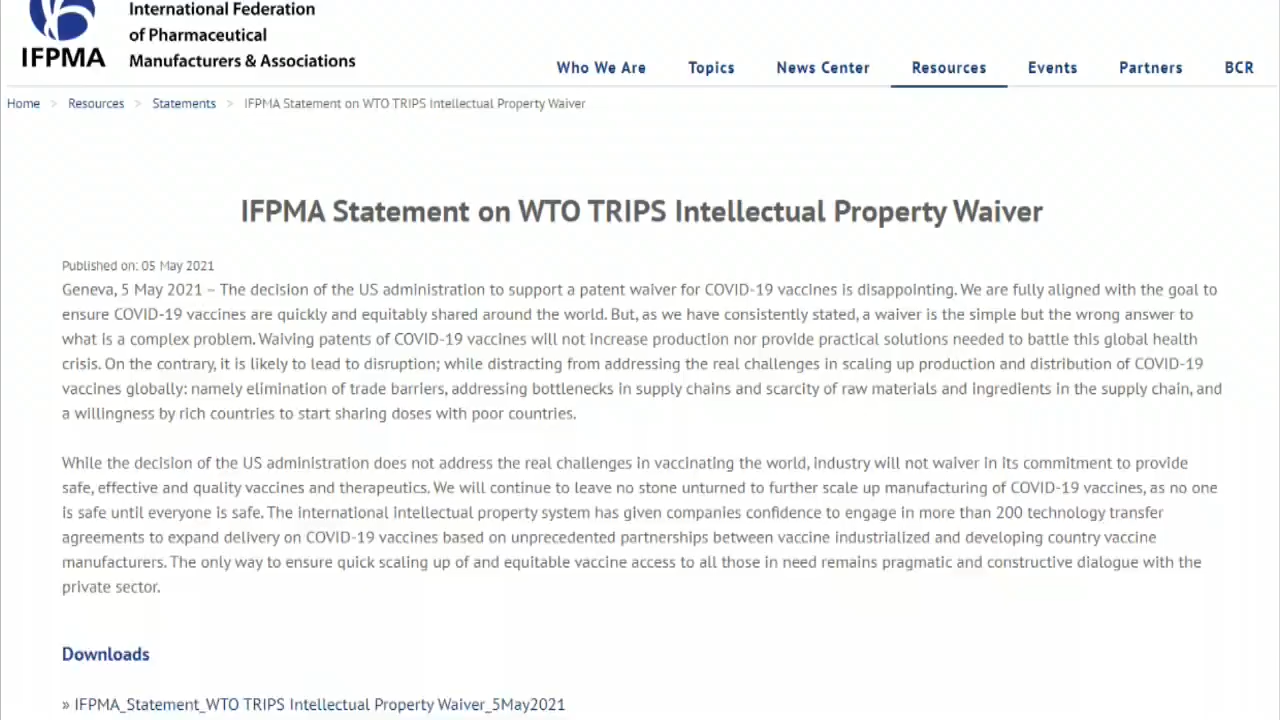 International Federation
of Pharmaceutical
Manufacturers & Associations
IFPMA
Who We Are Topics News Center Resources Events Partners BCR
Home > Resources > Statements > IFPMA Statement on WTO TRIPS Intellectual Property Waiver
IFPMA Statement on WTO TRIPS Intellectual Property Waiver
Published on: 05 May 2021
Geneva, 5 May 2021 – The decision of the US administration to support a patent waiver for COVID-19 vaccines is disappointing. We are fully aligned with the goal to
ensure COVID-19 vaccines are quickly and equitably shared around the world. But, as we have consistently stated, a waiver is the simple but the wrong answer to
what is a complex problem. Waiving patents of COVID-19 vaccines will not increase production nor provide practical solutions needed to battle this global health
crisis. On the contrary, it is likely to lead to disruption; while distracting from addressing the real challenges in scaling up production and distribution of COVID-19
vaccines globally: namely elimination of trade barriers, addressing bottlenecks in supply chains and scarcity of raw materials and ingredients in the supply chain, and
a willingness by rich countries to start sharing doses with poor countries.
While the decision of the US administration does not address the real challenges in vaccinating the world, industry will not waiver in its commitment to provide
safe, effective and quality vaccines and therapeutics. We will continue to leave no stone unturned to further scale up manufacturing of COVID-19 vaccines, as no one
is safe until everyone is safe. The international intellectual property system has given companies confidence to engage in more than 200 technology transfer
agreements to expand delivery on COVID-19 vaccines based on unprecedented partnerships between vaccine industrialized and developing country vaccine
manufacturers. The only way to ensure quick scaling up of and equitable vaccine access to all those in need remains pragmatic and constructive dialogue with the
private sector.
Downloads
» IFPMA_Statement_WTO TRIPS Intellectual Property Waiver_5May2021